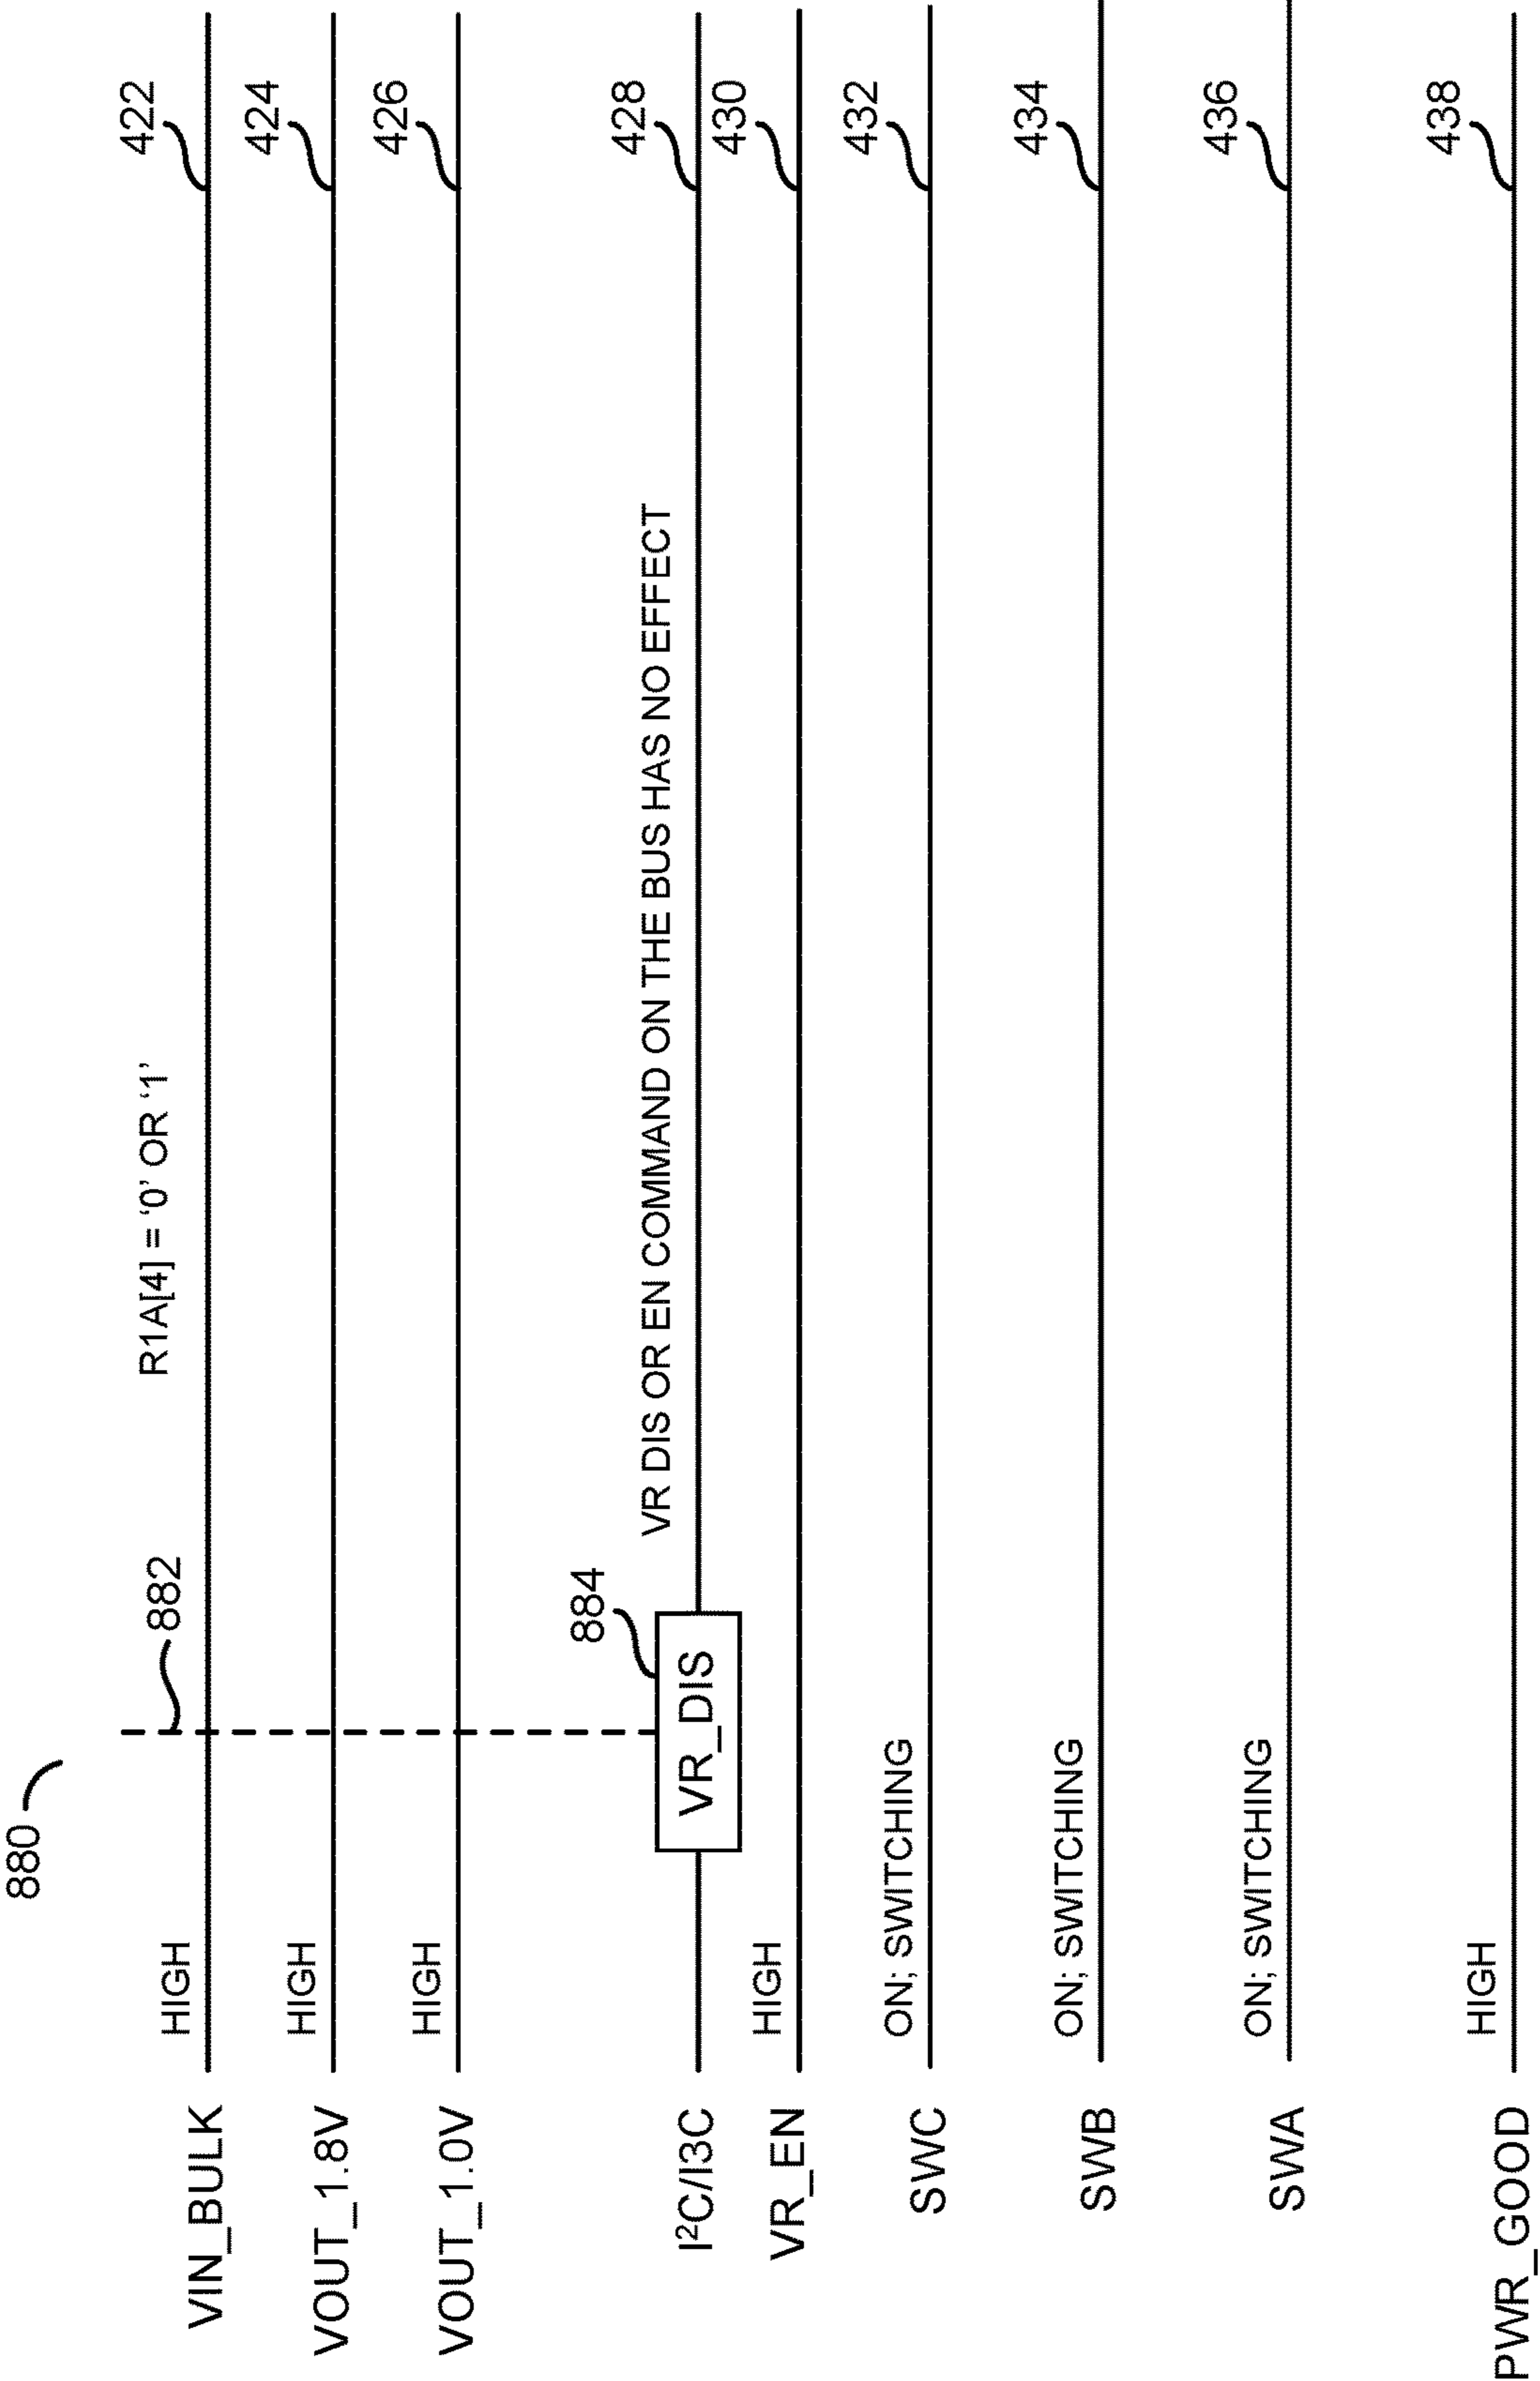 880
882
R1A[4] = ‘0’ OR ‘1’
422
VIN_BULK
HIGH
424
VOUT_1.8V
HIGH
426
VOUT_1.0V
HIGH
884
VR DIS OR EN COMMAND ON THE BUS HAS NO EFFECT
428
I²C/I3C
VR_DIS
430
VR_EN
HIGH
432
SWC
ON; SWITCHING
434
SWB
ON; SWITCHING
436
SWA
ON; SWITCHING
438
PWR_GOOD
HIGH